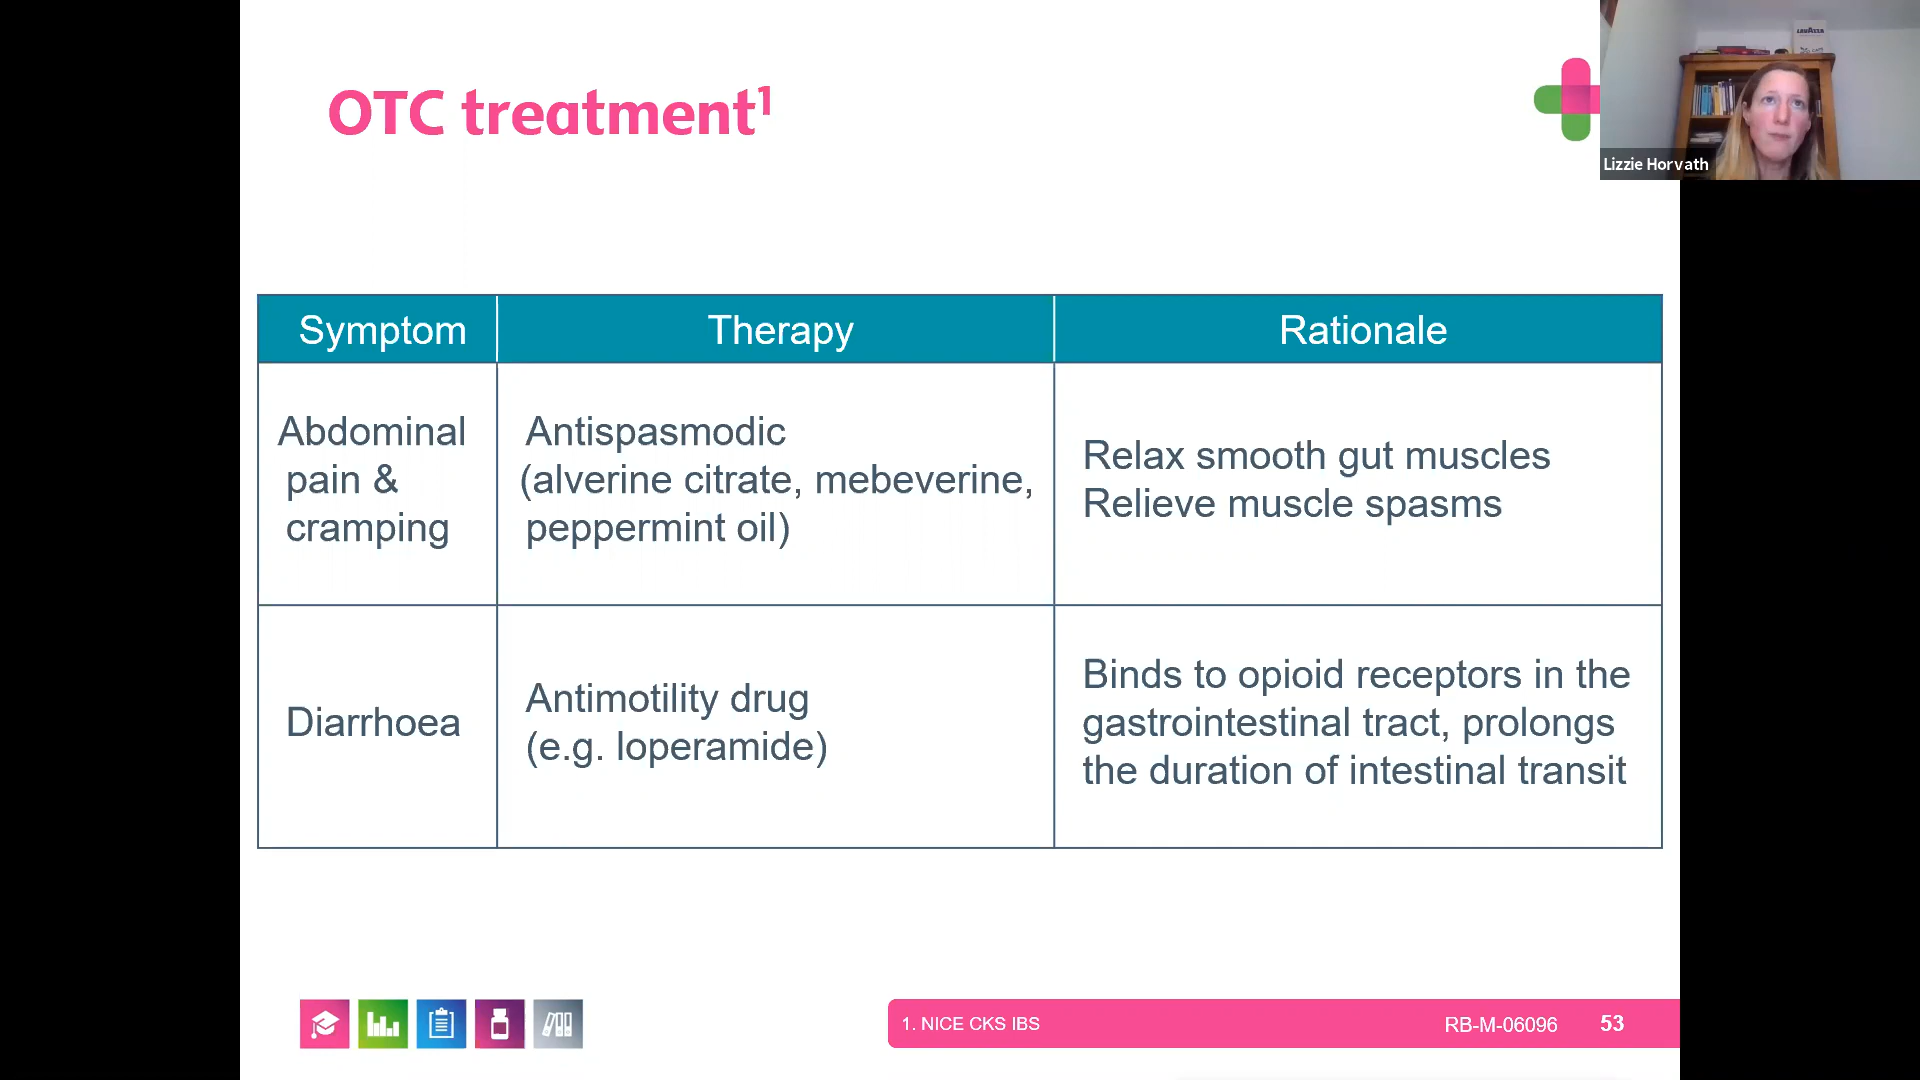 OTC treatment¹
LAVAZZA
Lizzie Horvath
Symptom
Therapy
Rationale
Abdominal
pain &
cramping
Antispasmodic
(alverine citrate, mebeverine,
peppermint oil)
Relax smooth gut muscles
Relieve muscle spasms
Diarrhoea
Antimotility drug
(e.g. loperamide)
Binds to opioid receptors in the
gastrointestinal tract, prolongs
the duration of intestinal transit
1. NICE CKS IBS
RB-M-06096
53